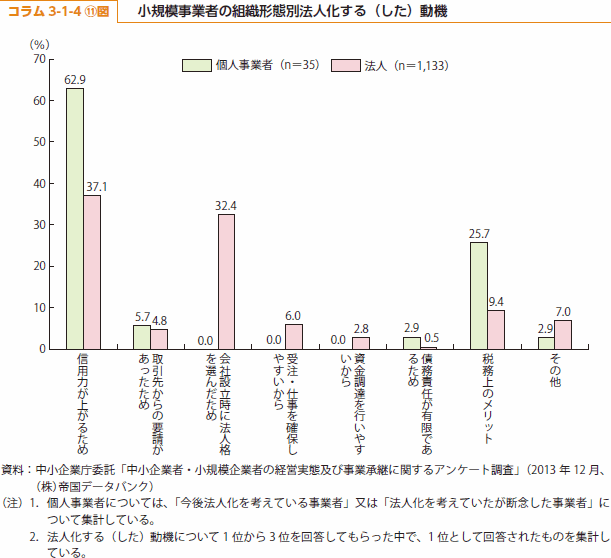 コラム 3-1-4 ⑪図
小規模事業者の組織形態別法人化する（した）動機
（%）
個人事業者（n＝35）
法人（n＝1,133）
70
60
50
40
30
20
10
0
62.9
37.1
5.7
4.8
0.0
32.4
0.0
6.0
0.0
2.8
2.9
0.5
25.7
9.4
2.9
7.0
信用力が上がるため
取引先からの要請が
あったため
会社設立時に法人格
を選んだため
受注・仕事を確保し
やすいから
資金調達を行いやす
いから
債務責任が有限であ
るため
税務上のメリット
その他
資料：中小企業庁委託「中小企業者・小規模企業者の経営実態及び事業承継に関するアンケート調査」（2013 年 12 月、
（株）帝国データバンク）
（注）1. 個人事業者については、「今後法人化を考えている事業者」又は「法人化を考えていたが断念した事業者」に
ついて集計している。
2. 法人化する（した）動機について 1 位から 3 位を回答してもらった中で、1 位として回答されたものを集計し
ている。